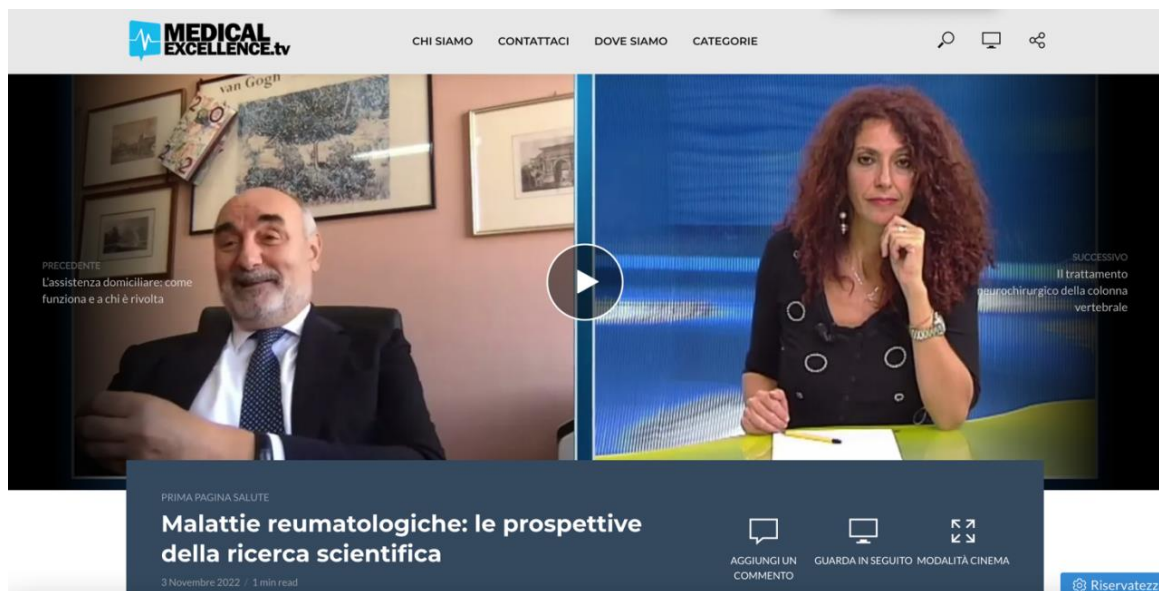 MEDICAL
EXCELLENCE.tv
CHI SIAMO CONTATTACI DOVE SIAMO CATEGORIE
van Gogh
PRECEDENTE
L'assistenza domiciliare: come
funziona e a chi è rivolta
SUCCESSIVO
Il trattamento
neurochirurgico della colonna
vertebrale
PRIMA PAGINA SALUTE
Malattie reumatologiche: le prospettive
della ricerca scientifica
3 Novembre 2022 / 1 min read
AGGIUNGI UN
COMMENTO
GUARDA IN SEGUITO
MODALITÀ CINEMA
Riservatezz